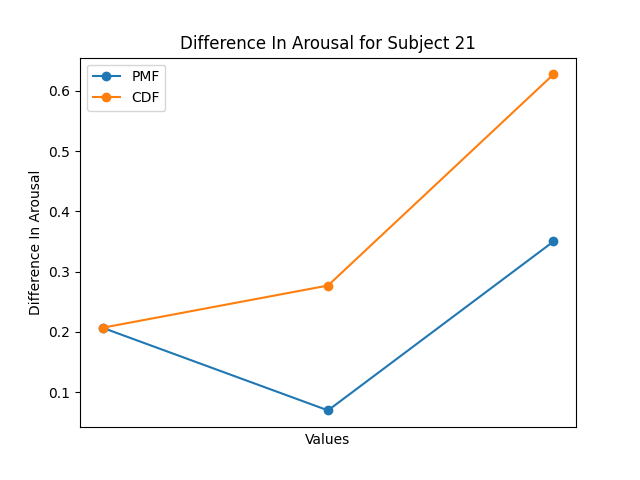 Difference In Arousal for Subject 21
PMF
CDF
0.6
0.5
0.4
0.3
0.2
0.1
Difference In Arousal
Values